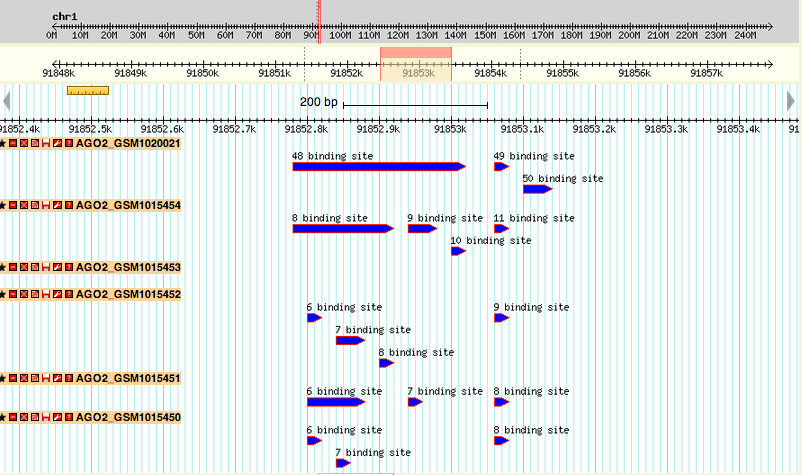 chr1
0M 10M 20M 30M 40M 50M 60M 70M 80M 90M 100M 110M 120M 130M 140M 150M 160M 170M 180M 190M 200M 210M 220M 230M 240M
91848k 91849k 91850k 91851k 91852k 91853k 91854k 91855k 91856k 91857k
200 bp
91852.4k 91852.5k 91852.6k 91852.7k 91852.8k 91852.9k 91853k 91853.1k 91853.2k 91853.3k 91853.4k 91
AGO2_GSM1020021
48 binding site 49 binding site
50 binding site
AGO2_GSM1015454
8 binding site 9 binding site 11 binding site
10 binding site
AGO2_GSM1015453
AGO2_GSM1015452
6 binding site 9 binding site
7 binding site
8 binding site
AGO2_GSM1015451
6 binding site 7 binding site 8 binding site
AGO2_GSM1015450
6 binding site 8 binding site
7 binding site